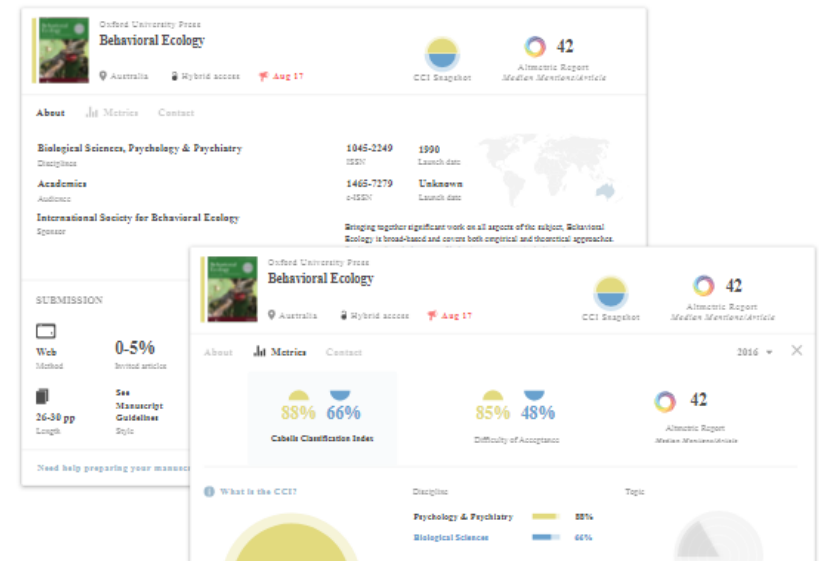 Oxford University Press
Behavioral Ecology
Australia Hybrid access Aug 17
CCI Snapshot
42
Altmetric Report
Median Mentions/Article
About Metrics Contact
Biological Sciences, Psychology & Psychiatry
Disciplines
Academics
Audience
International Society for Behavioral Ecology
Sponsor
1045-2249 1990
ISSN Launch date
1465-7279 Unknown
e-ISSN Launch date
Bringing together significant work on all aspects of the subject, Behavioral
Ecology is broad-based and covers both empirical and theoretical approaches.
SUBMISSION
Web
Method
0-5%
Invited articles
26-30 pp
Length
See
Manuscript
Guidelines
Style
Need help preparing your
Oxford University Press
Behavioral Ecology
Australia Hybrid access Aug 17
CCI Snapshot
42
Altmetric Report
Median Mentions/Article
About Metrics Contact
2016
88% 66%
Cabells Classification Index
85% 48%
Difficulty of Acceptance
42
Altmetric Report
Median Mentions/Article
What is the CCI?
Discipline
Topic
Psychology & Psychiatry 88%
Biological Sciences 66%